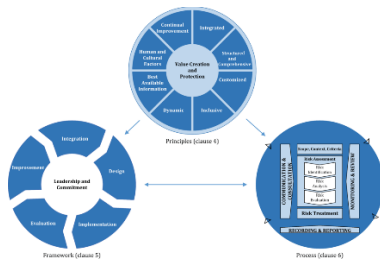 Continual
Improvement
Integrated
Human and
Cultural
Factors
Structured
and
Comprehensive
Value Creation
and
Protection
Best
Available
Information
Customized
Dynamic
Inclusive
Principles (clause 4)
Integration
Improvement
Design
Leadership and
Commitment
Evaluation
Implementation
Framework (clause 5)
Scope, Context, Criteria
Risk Assessment
Risk
Identification
Risk
Analysis
Risk
Evaluation
Risk Treatment
COMMUNICATION &
CONSULTATION
MONITORING & REVIEW
RECORDING & REPORTING
Process (clause 6)